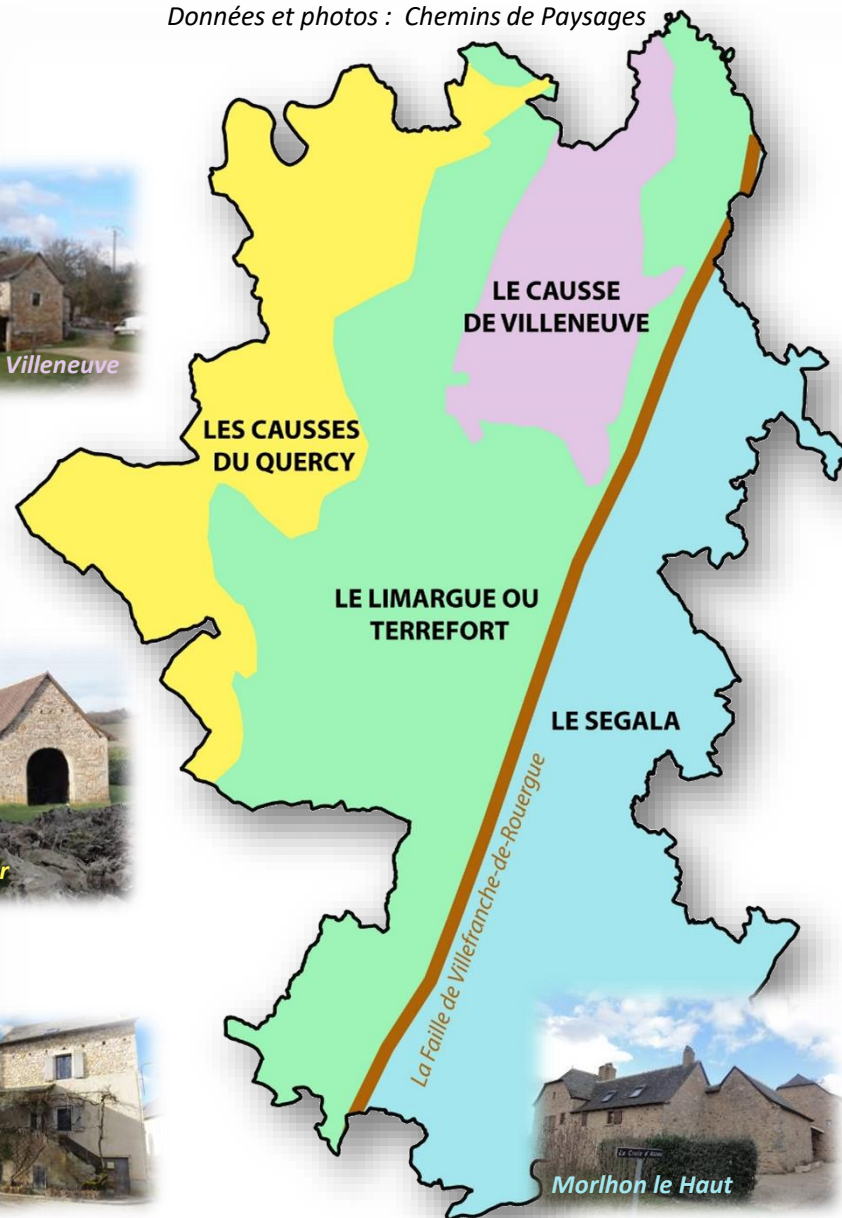 Données et photos : Chemins de Paysages
LE CAUSSE
DE VILLENEUVE
Villeneuve
LES CAUSSES
DU QUERCY
LE LIMARGUE OU
TERREFORT
LE SEGALA
La Faille de Villefranche-de-Rouergue
r
Morlhon le Haut